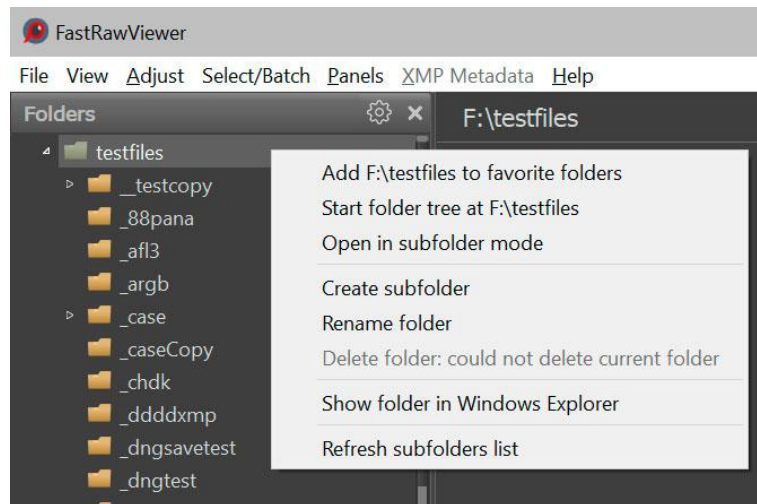 FastRawViewer
File View Adjust Select/Batch Panels XMP Metadata Help
Folders
F:\testfiles
testfiles
__testcopy
_88pana
_afl3
_argb
_case
_caseCopy
_chdk
_ddddxmp
_dngsavetest
_dngtest
Add F:\testfiles to favorite folders
Start folder tree at F:\testfiles
Open in subfolder mode
Create subfolder
Rename folder
Delete folder: could not delete current folder
Show folder in Windows Explorer
Refresh subfolders list